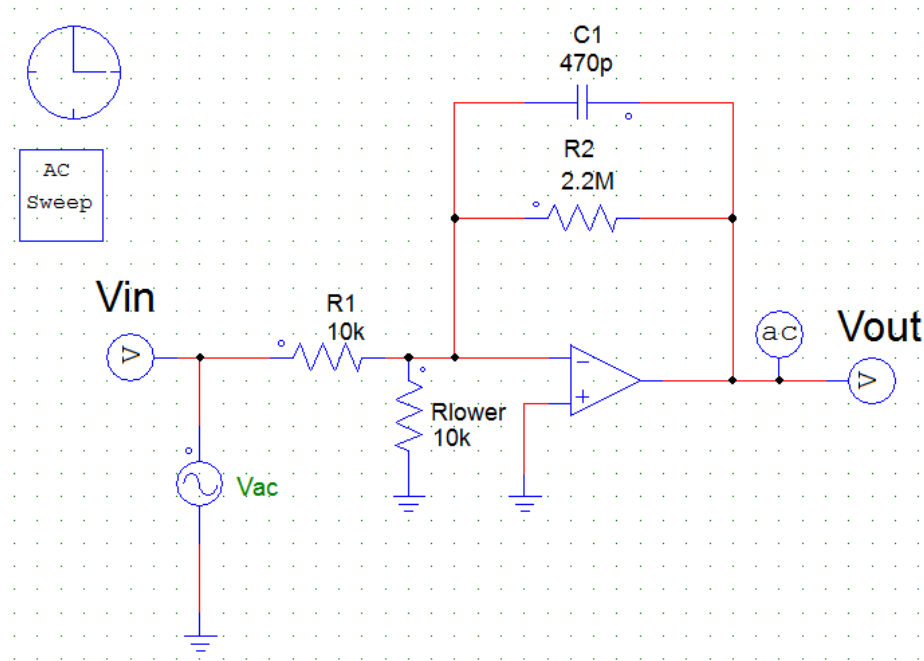 C1
470p
AC
Sweep
R2
2.2M
Vin
R1
10k
ac
Vout
V
V
Rlower
10k
-
+
Vac